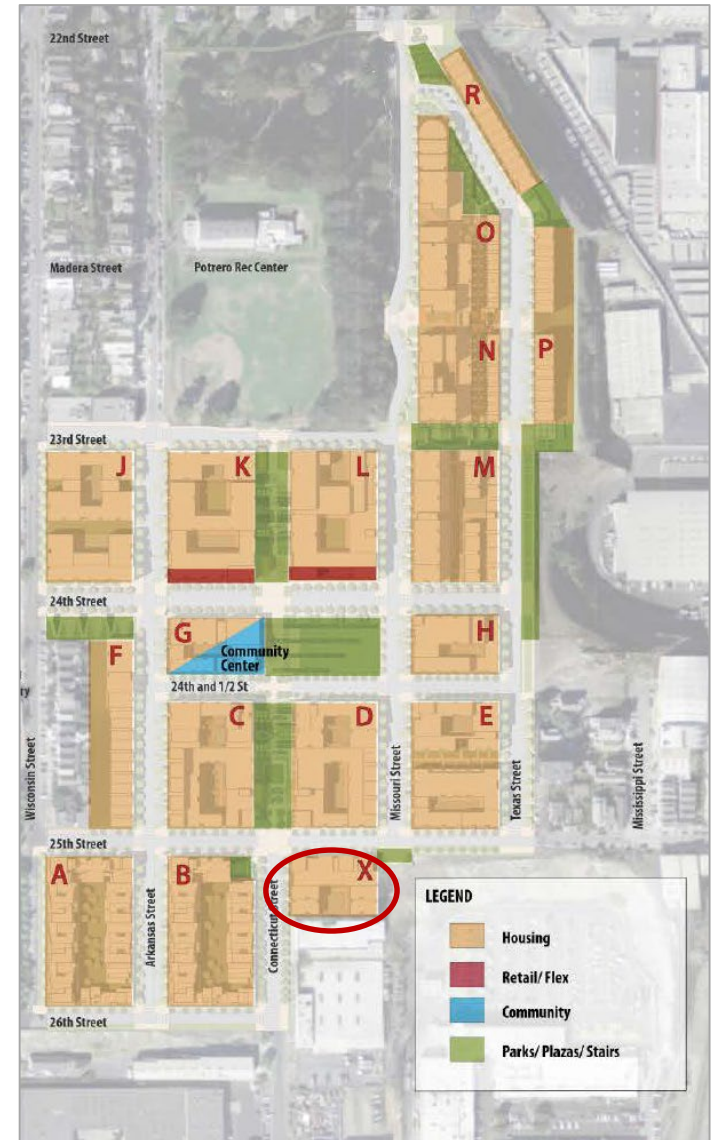 22nd Street
R
O
Madera Street
Potrero Rec Center
N
P
23rd Street
J
K
L
M
24th Street
G
H
Community
Center
F
24th and 1/2 St
ry
C
D
E
Wisconsin Street
Missouri Street
Texas Street
Mississippi Street
25th Street
A
B
X
Arkansas Street
Connecticut Street
26th Street
LEGEND
Housing
Retail/ Flex
Community
Parks/ Plazas/ Stairs